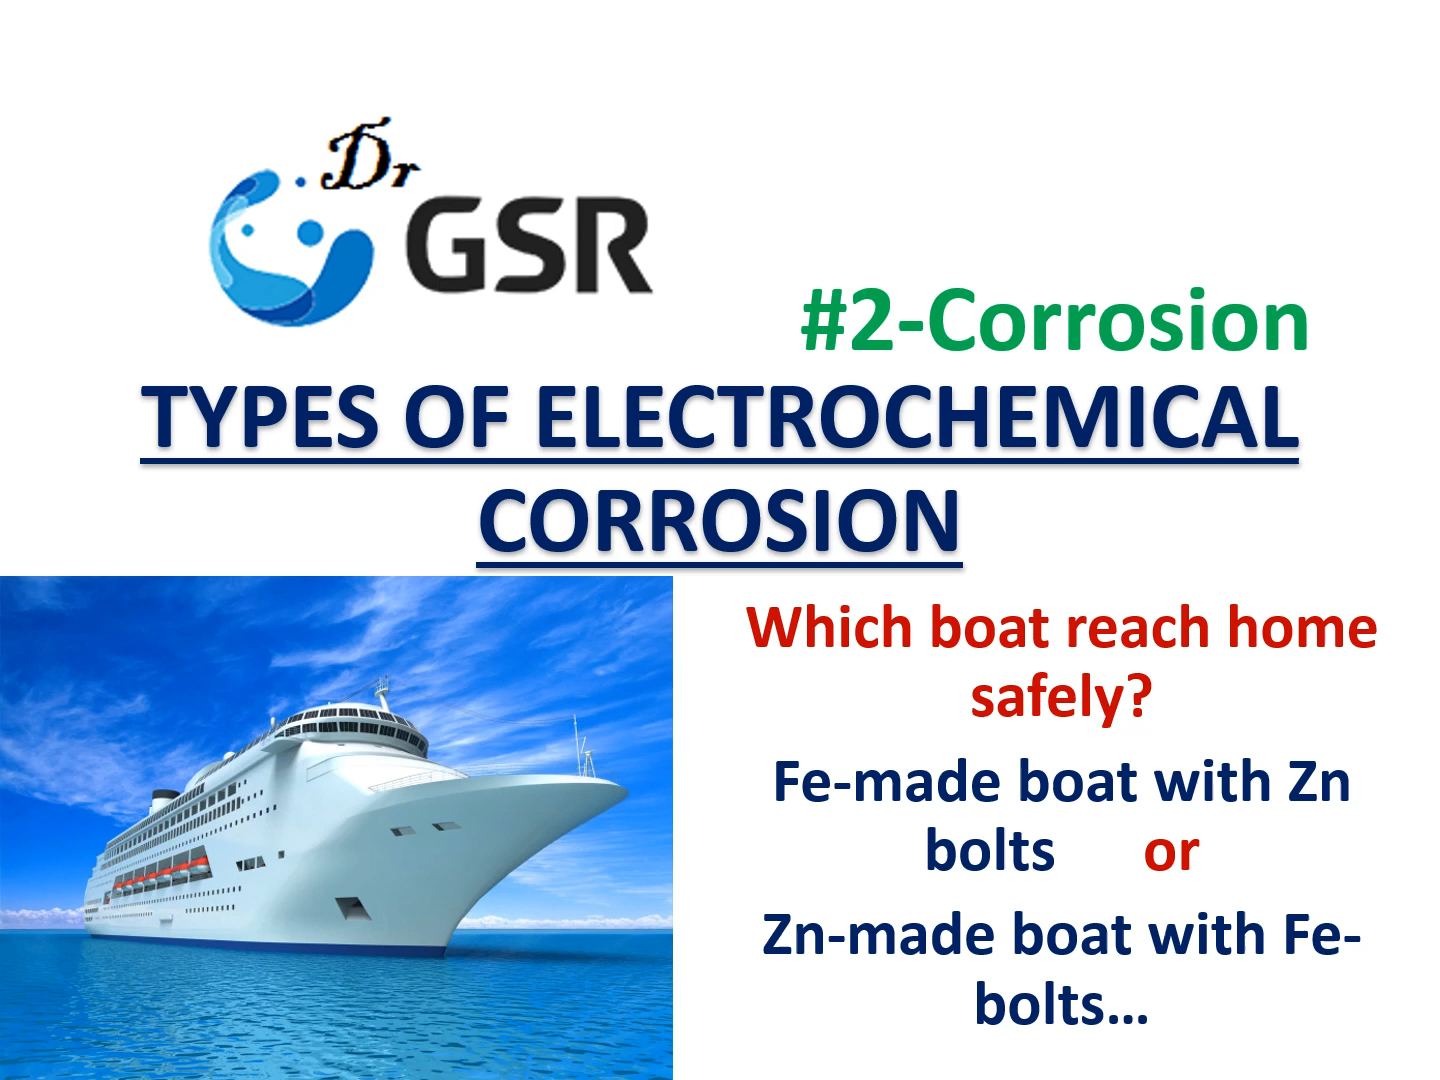 Dr
GSR
#2-Corrosion
TYPES OF ELECTROCHEMICAL
CORROSION
Which boat reach home
safely?
Fe-made boat with Zn
bolts or
Zn-made boat with Fe-
bolts…